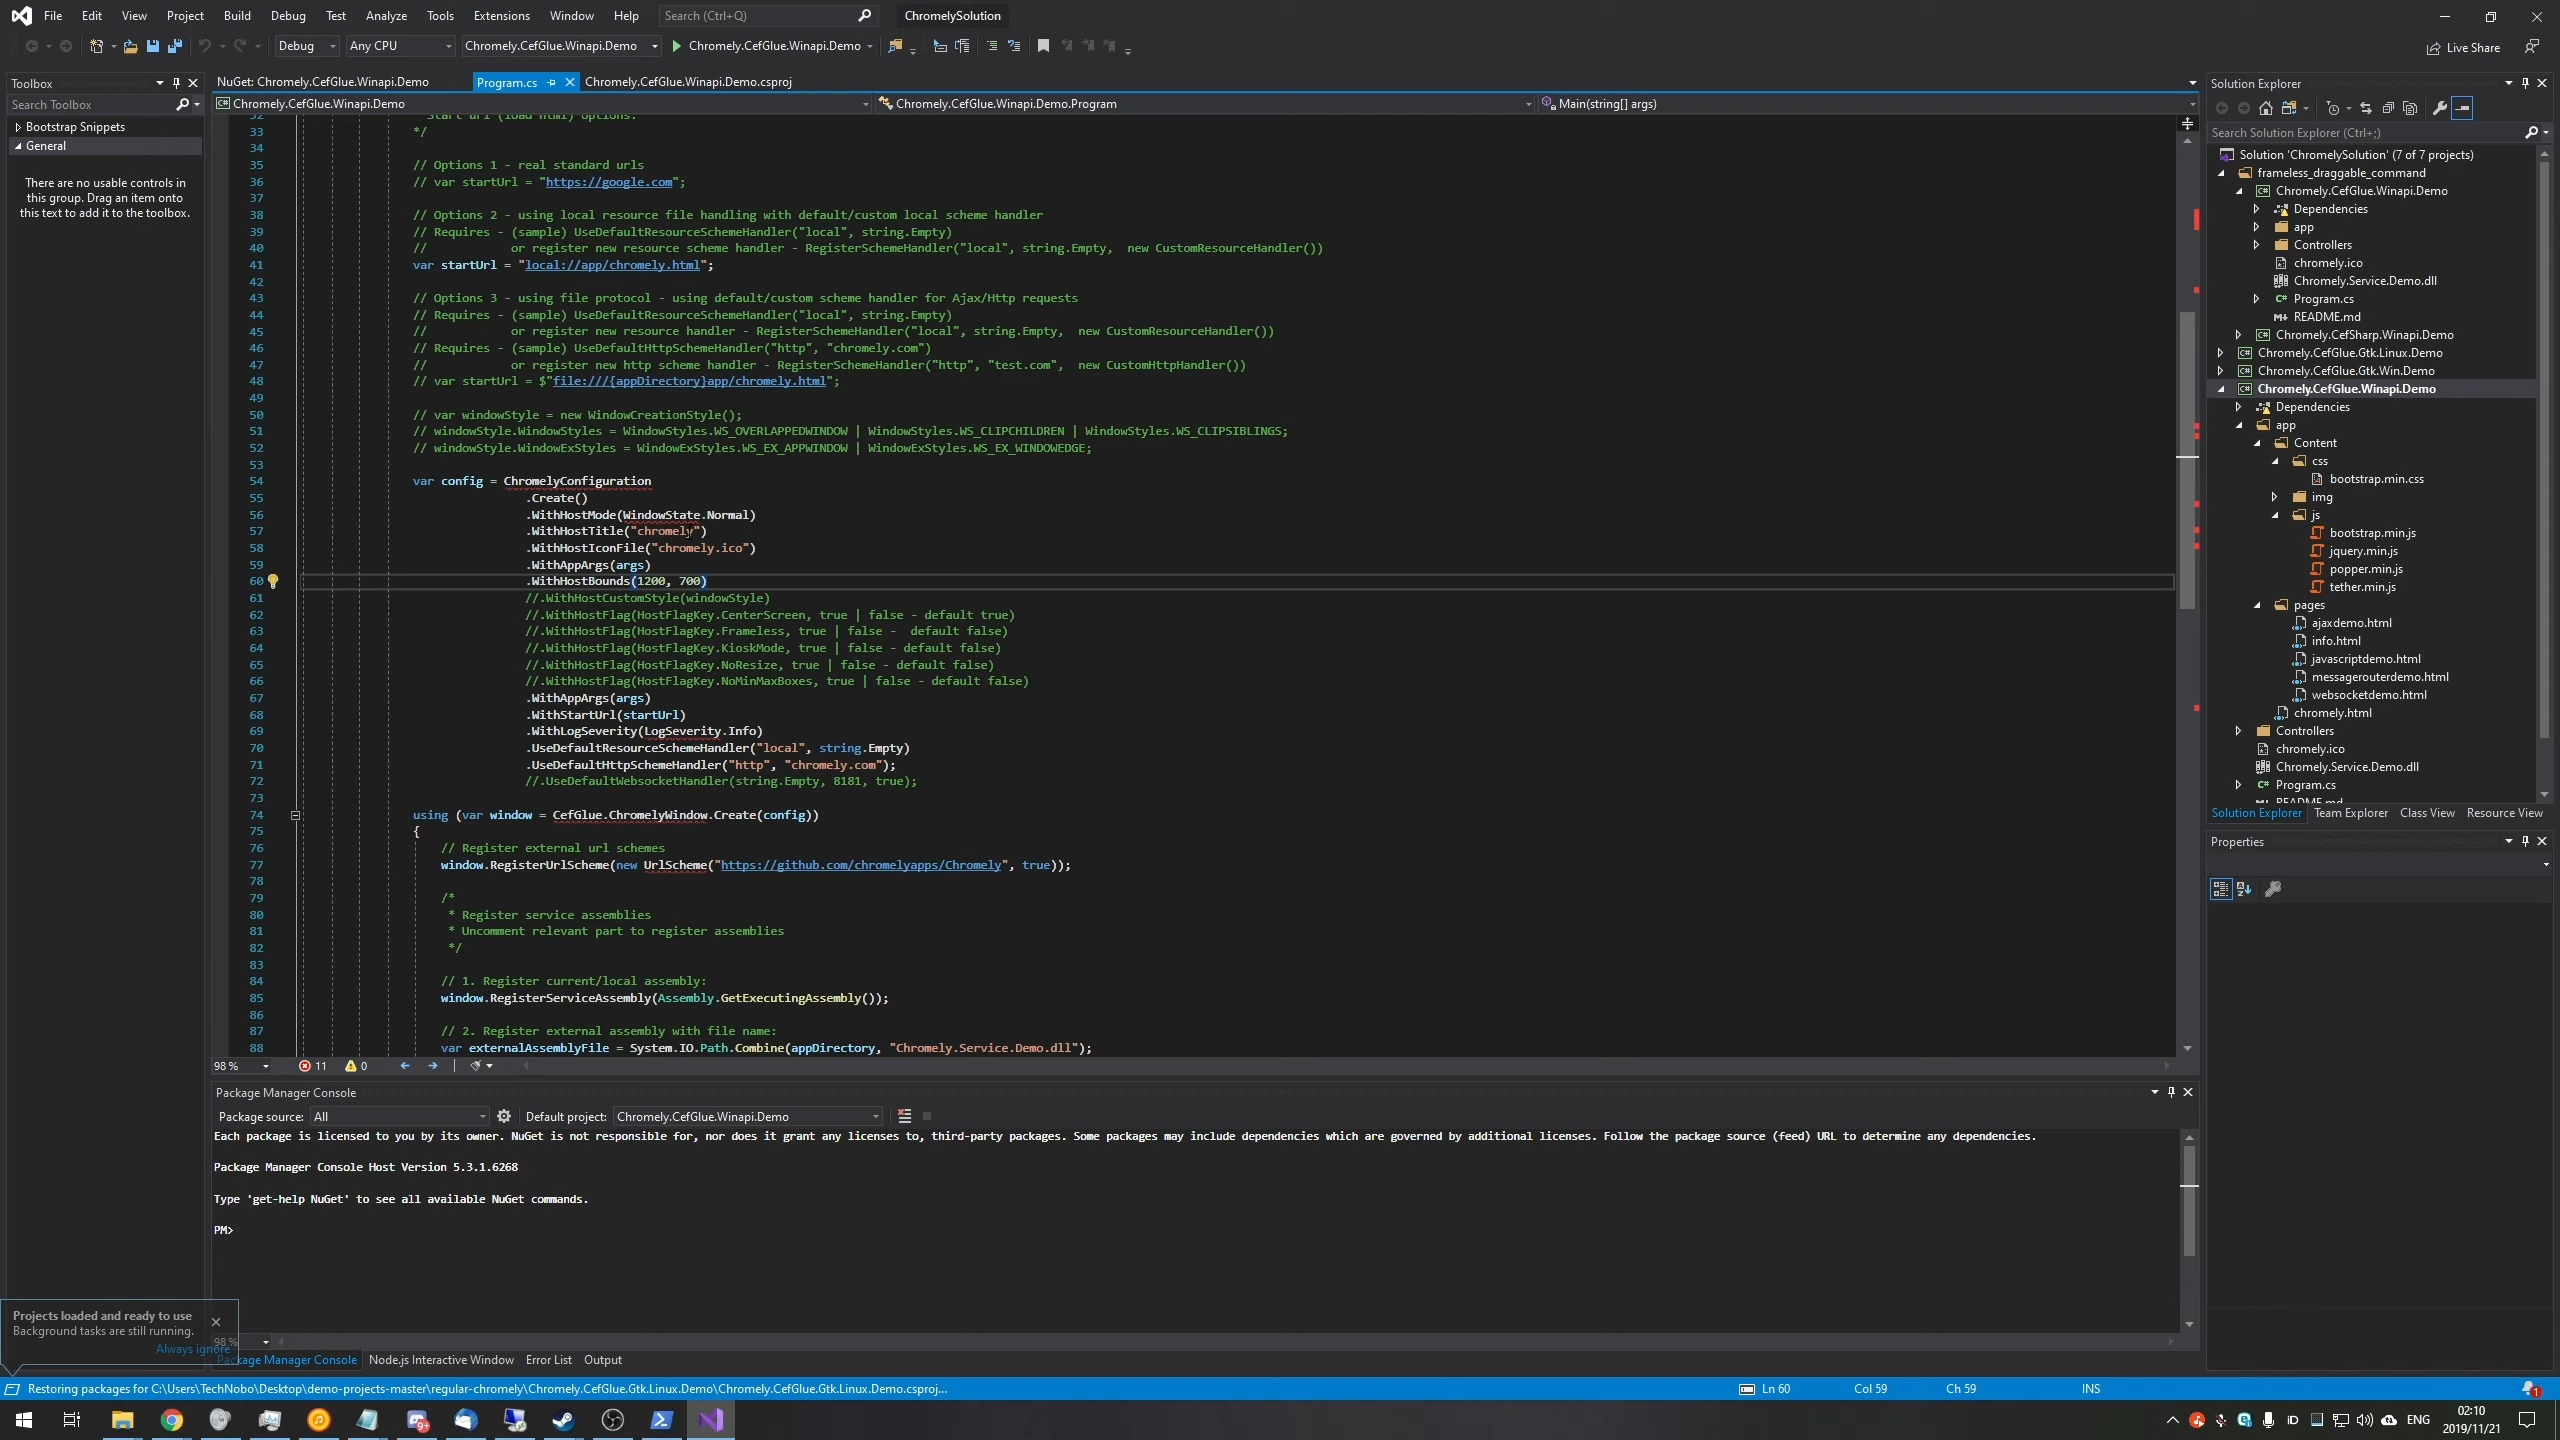 File Edit View Project Build Debug Test Analyze Tools Extensions Window Help Search (Ctrl+Q) ChromelySolution
Debug Any CPU Chromely.CefGlue.Winapi.Demo Chromely.CefGlue.Winapi.Demo Live Share
Toolbox
Search Toolbox
Bootstrap Snippets
General
There are no usable controls in
this group. Drag an item onto
this text to add it to the toolbox.
NuGet: Chromely.CefGlue.Winapi.Demo Program.cs Chromely.CefGlue.Winapi.Demo.csproj
Chromely.CefGlue.Winapi.Demo Chromely.CefGlue.Winapi.Demo.Program Main(string[] args)
32 Start url (load html) options:
33 */
34
35 // Options 1 - real standard urls
36 // var startUrl = "https://google.com";
37
38 // Options 2 - using local resource file handling with default/custom local scheme handler
39 // Requires - (sample) UseDefaultResourceSchemeHandler("local", string.Empty)
40 // or register new resource scheme handler - RegisterSchemeHandler("local", string.Empty, new CustomResourceHandler())
41 var startUrl = "local://app/chromely.html";
42
43 // Options 3 - using file protocol - using default/custom scheme handler for Ajax/Http requests
44 // Requires - (sample) UseDefaultResourceSchemeHandler("local", string.Empty)
45 // or register new resource handler - RegisterSchemeHandler("local", string.Empty, new CustomResourceHandler())
46 // Requires - (sample) UseDefaultHttpSchemeHandler("http", "chromely.com")
47 // or register new http scheme handler - RegisterSchemeHandler("http", "test.com", new CustomHttpHandler())
48 // var startUrl = $"file:///{appDirectory}app/chromely.html";
49
50 // var windowStyle = new WindowCreationStyle();
51 // windowStyle.WindowStyles = WindowStyles.WS_OVERLAPPEDWINDOW | WindowStyles.WS_CLIPCHILDREN | WindowStyles.WS_CLIPSIBLINGS;
52 // windowStyle.WindowExStyles = WindowExStyles.WS_EX_APPWINDOW | WindowExStyles.WS_EX_WINDOWEDGE;
53
54 var config = ChromelyConfiguration
55 .Create()
56 .WithHostMode(WindowState.Normal)
57 .WithHostTitle("chromely")
58 .WithHostIconFile("chromely.ico")
59 .WithAppArgs(args)
60 .WithHostBounds(1200, 700)
61 //.WithHostCustomStyle(windowStyle)
62 //.WithHostFlag(HostFlagKey.CenterScreen, true | false - default true)
63 //.WithHostFlag(HostFlagKey.Frameless, true | false -  default false)
64 //.WithHostFlag(HostFlagKey.KioskMode, true | false - default false)
65 //.WithHostFlag(HostFlagKey.NoResize, true | false - default false)
66 //.WithHostFlag(HostFlagKey.NoMinMaxBoxes, true | false - default false)
67 .WithAppArgs(args)
68 .WithStartUrl(startUrl)
69 .WithLogSeverity(LogSeverity.Info)
70 .UseDefaultResourceSchemeHandler("local", string.Empty)
71 .UseDefaultHttpSchemeHandler("http", "chromely.com");
72 //.UseDefaultWebsocketHandler(string.Empty, 8181, true);
73
74 using (var window = CefGlue.ChromelyWindow.Create(config))
75 {
76 // Register external url schemes
77 window.RegisterUrlScheme(new UrlScheme("https://github.com/chromelyapps/Chromely", true));
78
79 /*
80 * Register service assemblies
81 * Uncomment relevant part to register assemblies
82 */
83
84 // 1. Register current/local assembly:
85 window.RegisterServiceAssembly(Assembly.GetExecutingAssembly());
86
87 // 2. Register external assembly with file name:
88 var externalAssemblyFile = System.IO.Path.Combine(appDirectory, "Chromely.Service.Demo.dll");
98 % 11 0
Package Manager Console
Package source: All Default project: Chromely.CefGlue.Winapi.Demo
Each package is licensed to you by its owner. NuGet is not responsible for, nor does it grant any licenses to, third-party packages. Some packages may include dependencies which are governed by additional licenses. Follow the package source (feed) URL to determine any dependencies.
Package Manager Console Host Version 5.3.1.6268
Type 'get-help NuGet' to see all available NuGet commands.
PM>
98 %
Package Manager Console Node.js Interactive Window Error List Output
Projects loaded and ready to use
Background tasks are still running.
Always ignore
Solution Explorer
Search Solution Explorer (Ctrl+;)
Solution 'ChromelySolution' (7 of 7 projects)
frameless_draggable_command
Chromely.CefGlue.Winapi.Demo
Dependencies
app
Controllers
chromely.ico
Chromely.Service.Demo.dll
Program.cs
README.md
Chromely.CefSharp.Winapi.Demo
Chromely.CefGlue.Gtk.Linux.Demo
Chromely.CefGlue.Gtk.Win.Demo
Chromely.CefGlue.Winapi.Demo
Dependencies
app
Content
css
bootstrap.min.css
img
js
bootstrap.min.js
jquery.min.js
popper.min.js
tether.min.js
pages
ajaxdemo.html
info.html
javascriptdemo.html
messagerouterdemo.html
websocketdemo.html
chromely.html
Controllers
chromely.ico
Chromely.Service.Demo.dll
Program.cs
README.md
Solution Explorer Team Explorer Class View Resource View
Properties
Restoring packages for C:\Users\TechNobo\Desktop\demo-projects-master\regular-chromely\Chromely.CefGlue.Gtk.Linux.Demo\Chromely.CefGlue.Gtk.Linux.Demo.csproj... Ln 60 Col 59 Ch 59 INS 1
9+ ENG 02:10
2019/11/21